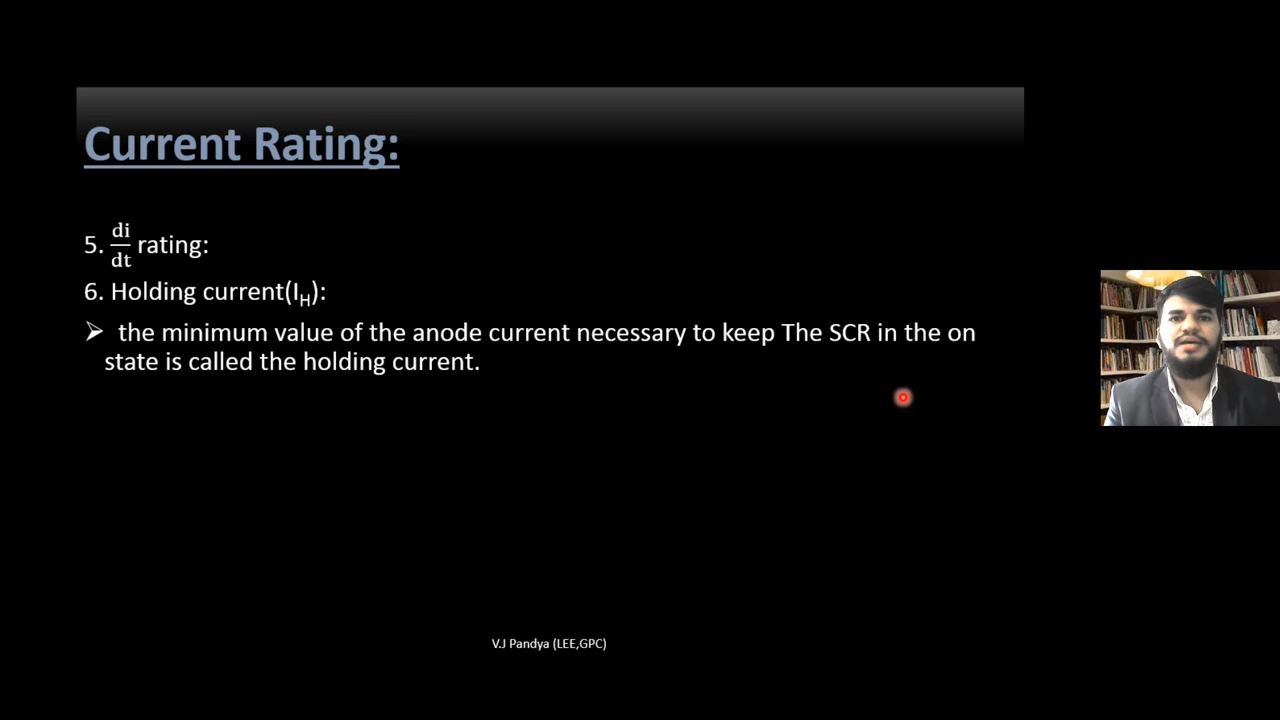 Current Rating:
5. di/dt rating:
6. Holding current(I_H):
➢ the minimum value of the anode current necessary to keep The SCR in the on
state is called the holding current.
V.J Pandya (LEE,GPC)